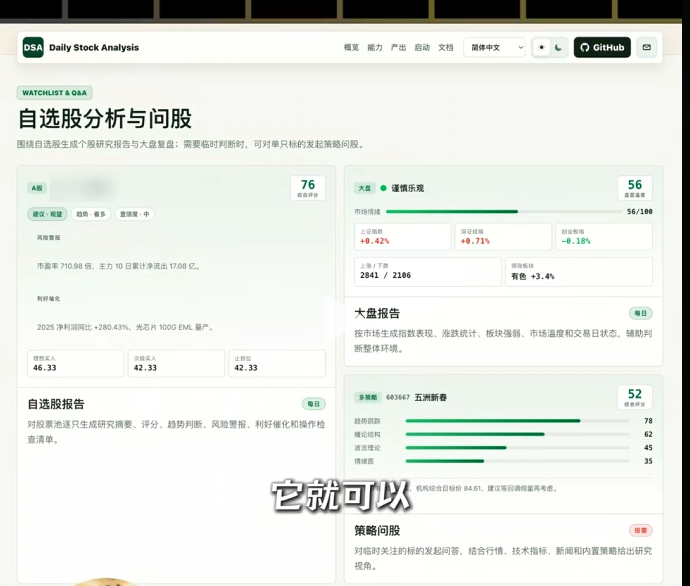 DSA Daily Stock Analysis
概览 能力 产出 启动 文档 简体中文 GitHub
WATCHLIST & Q&A
自选股分析与问股
围绕自选股生成个股研究报告与大盘复盘；需要临时判断时，可对单只标的发起策略问股。
A股
76
综合评分
建议 · 观望 趋势 · 看多 置信度 · 中
风险警报
市盈率 710.98 倍，主力 10 日累计净流出 17.08 亿。
利好催化
2025 净利润同比 +280.43%，光芯片 100G EML 量产。
理想买入 次级买入 止损位
46.33 42.33 42.33
自选股报告 每日
对股票池逐只生成研究摘要、评分、趋势判断、风险警报、利好催化和操作检
查清单。
大盘 谨慎乐观
56
盘面温度
市场情绪 56/100
上证指数 深证成指 创业板指
+0.42% +0.71% -0.18%
上涨 / 下跌 领涨板块
2841 / 2106 有色 +3.4%
大盘报告 每日
按市场生成指数表现、涨跌统计、板块强弱、市场温度和交易日状态，辅助判
断整体环境。
多策略 603667 五洲新春
52
综合评分
趋势跟踪 78
缠论结构 62
波浪理论 45
情绪面 35
机构综合目标价 84.61，建议等回调缩量再考虑。
策略问股 按需
对临时关注的标的发起问答，结合行情、技术指标、新闻和内置策略给出研究
视角。
它就可以